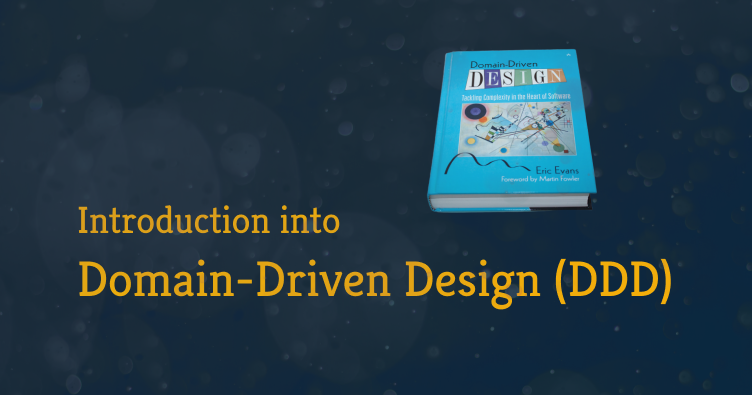 Domain-Driven
DESIGN
Tackling Complexity in the Heart of Software
Eric Evans
Foreword by Martin Fowler
Introduction into
Domain-Driven Design (DDD)